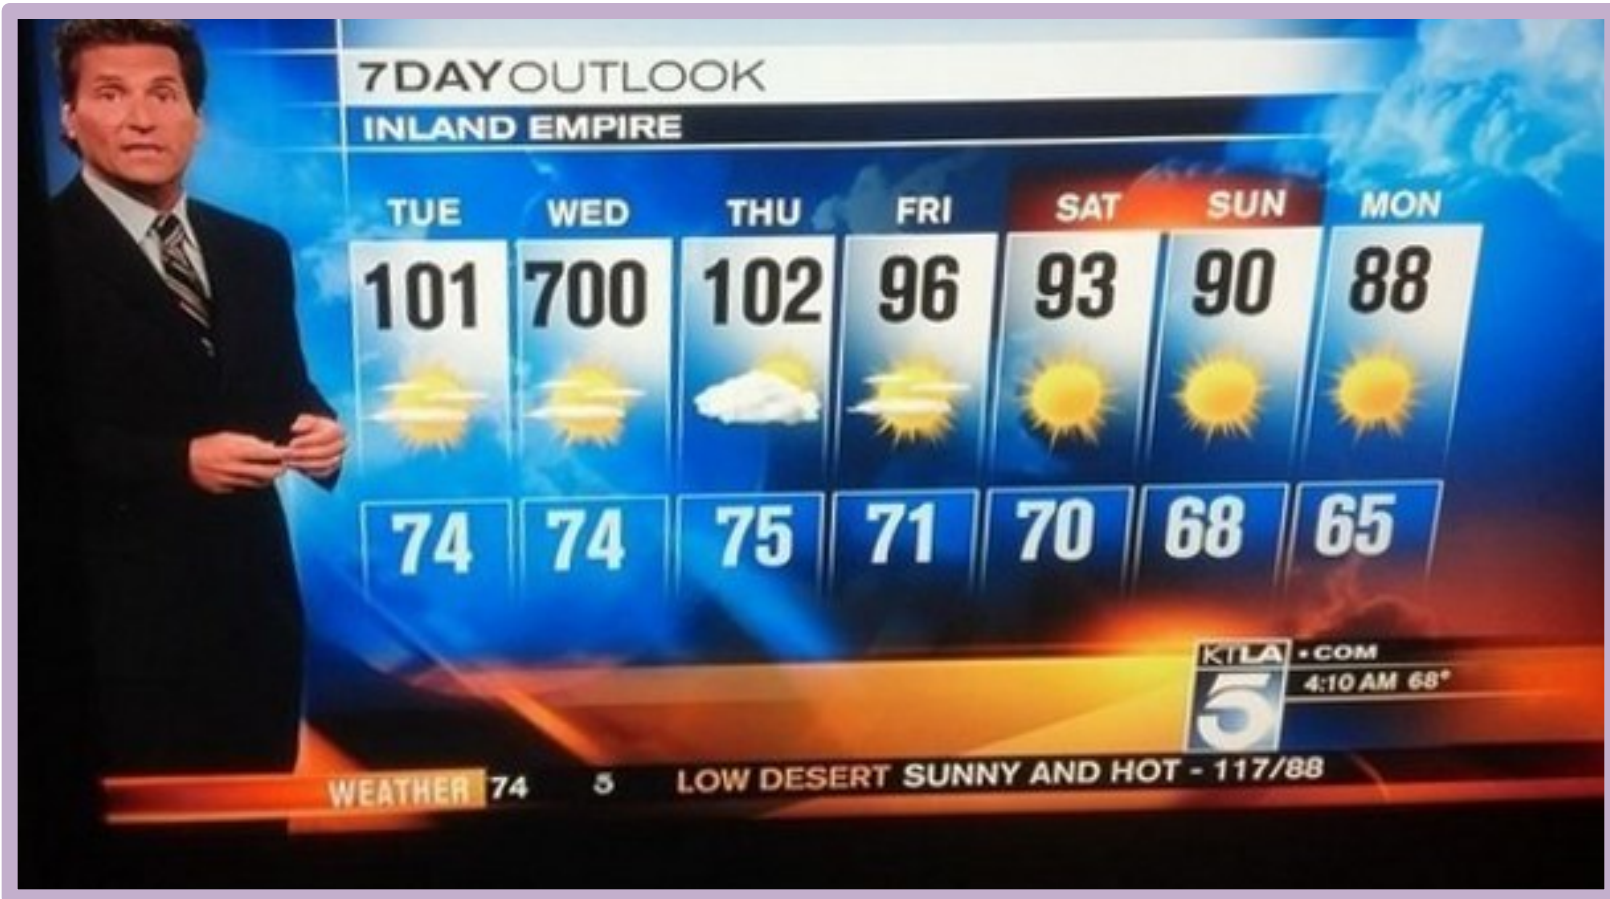 7DAYOUTLOOK
INLAND EMPIRE
TUE WED THU FRI SAT SUN MON
101 700 102 96 93 90 88
74 74 75 71 70 68 65
KTLA .COM
5 4:10 AM 68°
WEATHER 74 5 LOW DESERT SUNNY AND HOT - 117/88